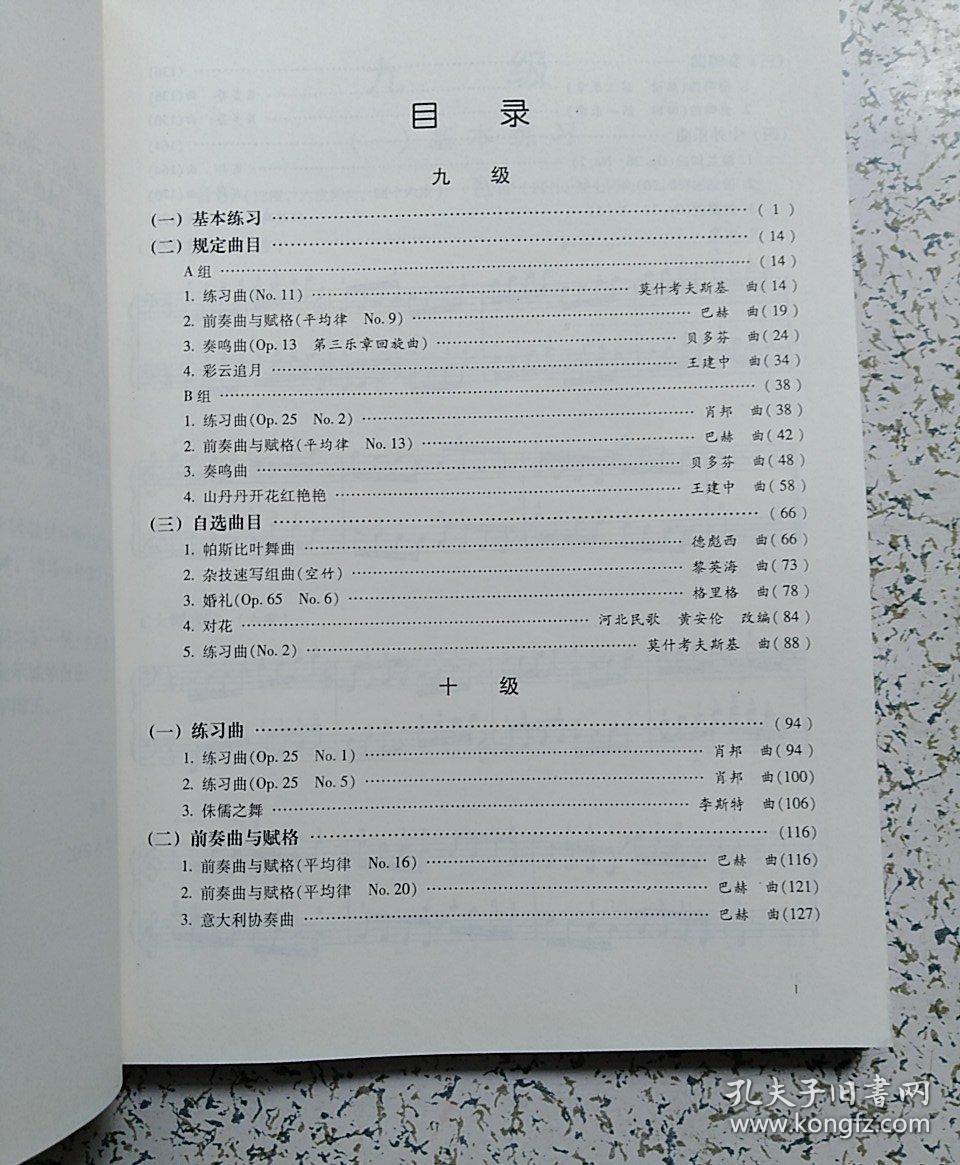 目 录
九 级
(一) 基本练习 …… ( 1 )
(二) 规定曲目 …… ( 14 )
A 组 …… ( 14 )
1. 练习曲(No. 11) …… 莫什考夫斯基 曲( 14 )
2. 前奏曲与赋格(平均律 No. 9) …… 巴赫 曲( 19 )
3. 奏鸣曲(Op. 13 第三乐章回旋曲) …… 贝多芬 曲( 24 )
4. 彩云追月 …… 王建中 曲( 34 )
B 组 …… ( 38 )
1. 练习曲(Op. 25 No. 2) …… 肖邦 曲( 38 )
2. 前奏曲与赋格(平均律 No. 13) …… 巴赫 曲( 42 )
3. 奏鸣曲 …… 贝多芬 曲( 48 )
4. 山丹丹开花红艳艳 …… 王建中 曲( 58 )
(三) 自选曲目 …… ( 66 )
1. 帕斯比叶舞曲 …… 德彪西 曲( 66 )
2. 杂技速写组曲(空竹) …… 黎英海 曲( 73 )
3. 婚礼(Op. 65 No. 6) …… 格里格 曲( 78 )
4. 对花 …… 河北民歌 黄安伦 改编( 84 )
5. 练习曲(No. 2) …… 莫什考夫斯基 曲( 88 )
十 级
(一) 练习曲 …… ( 94 )
1. 练习曲(Op. 25 No. 1) …… 肖邦 曲( 94 )
2. 练习曲(Op. 25 No. 5) …… 肖邦 曲(100)
3. 侏儒之舞 …… 李斯特 曲(106)
(二) 前奏曲与赋格 …… (116)
1. 前奏曲与赋格(平均律 No. 16) …… 巴赫 曲(116)
2. 前奏曲与赋格(平均律 No. 20) …… 巴赫 曲(121)
3. 意大利协奏曲 …… 巴赫 曲(127)
1
孔夫子旧书网
www.kongfz.com